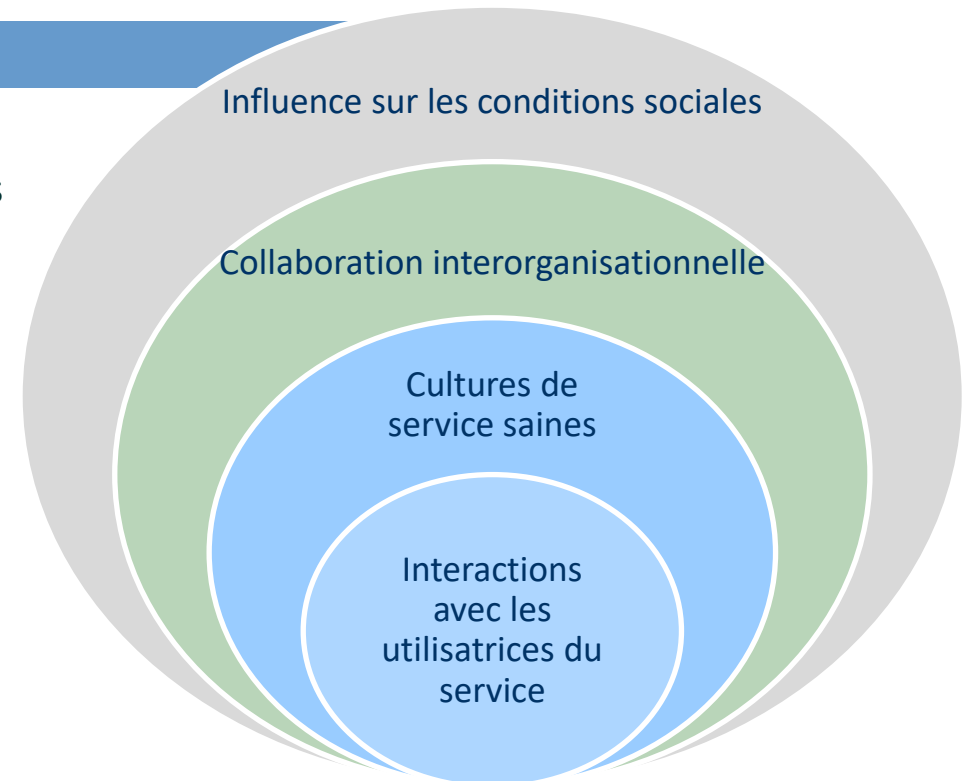 Influence sur les conditions sociales
s
Collaboration interorganisationnelle
Cultures de
service saines
Interactions
avec les
utilisatrices du
service